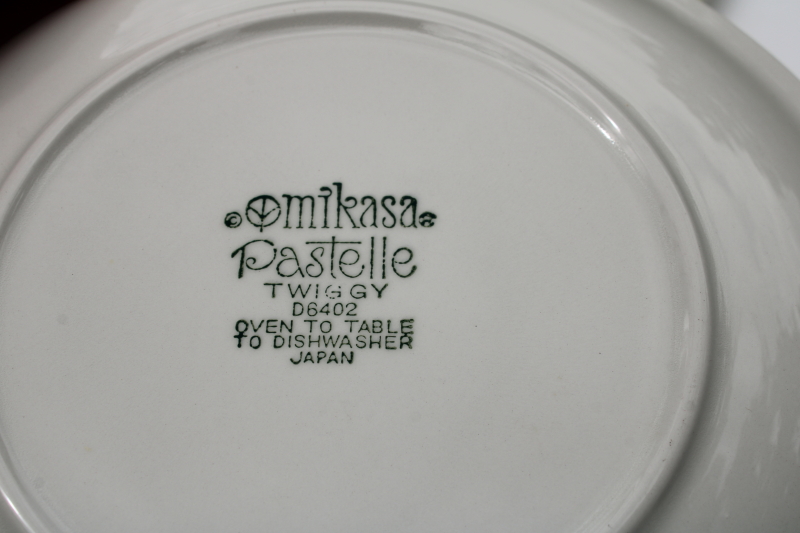 © mikasa ®
Pastelle
TWIGGY
D6402
OVEN TO TABLE
TO DISHWASHER
JAPAN